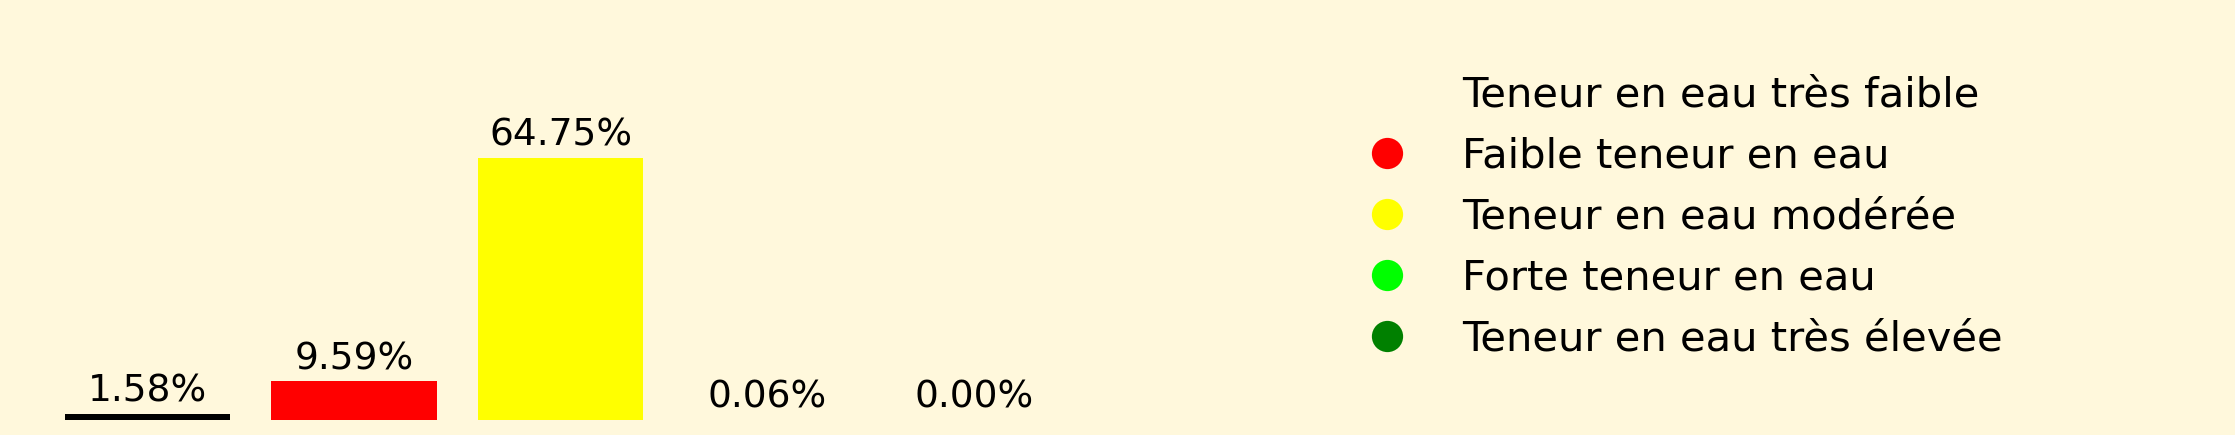 1.58%
9.59%
64.75%
0.06%
0.00%
Teneur en eau très faible
Faible teneur en eau
Teneur en eau modérée
Forte teneur en eau
Teneur en eau très élevée